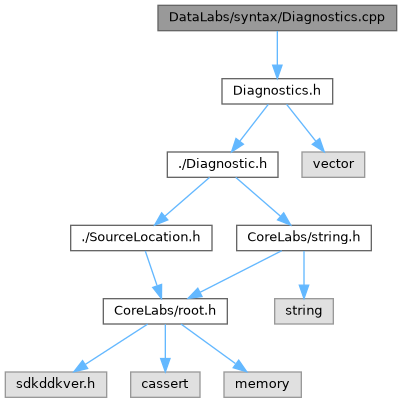 DataLabs/syntax/Diagnostics.cpp
Diagnostics.h
./Diagnostic.h
vector
./SourceLocation.h
CoreLabs/string.h
CoreLabs/root.h
string
sdkddkver.h
cassert
memory